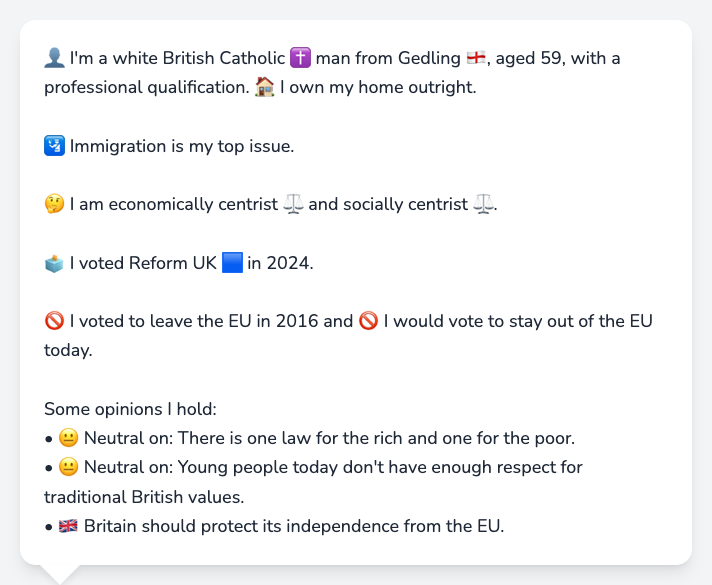 👤 I'm a white British Catholic ✝️ man from Gedling 🏴󠁧󠁢󠁥󠁮󠁧󠁿, aged 59, with a
professional qualification. 🏠 I own my home outright.
🛂 Immigration is my top issue.
🤔 I am economically centrist ⚖️ and socially centrist ⚖️.
🗳️ I voted Reform UK 🟦 in 2024.
🚫 I voted to leave the EU in 2016 and 🚫 I would vote to stay out of the EU
today.
Some opinions I hold:
• 😐 Neutral on: There is one law for the rich and one for the poor.
• 😐 Neutral on: Young people today don't have enough respect for
traditional British values.
• 🇬🇧 Britain should protect its independence from the EU.